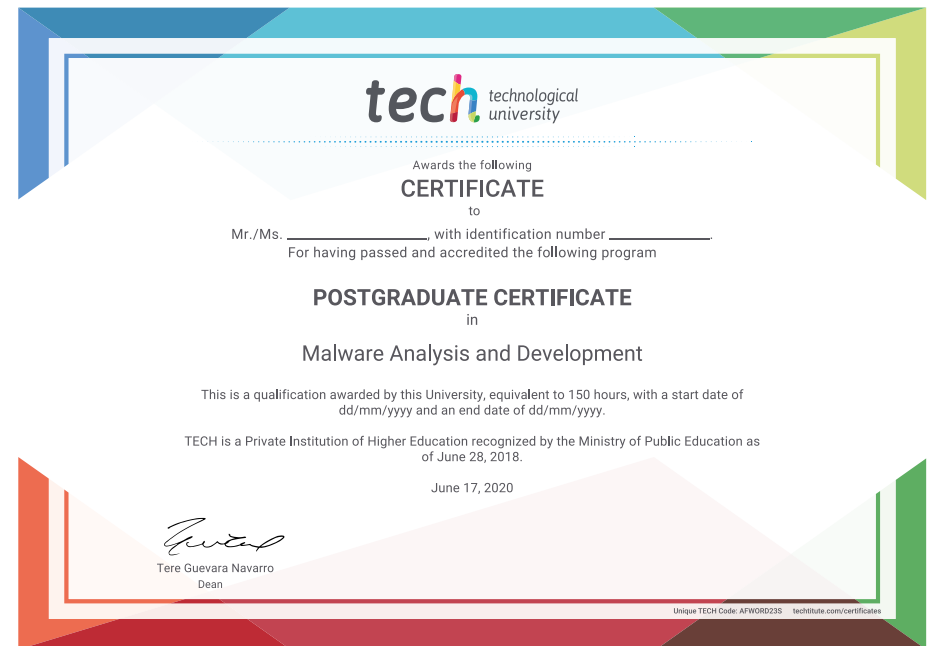 tech technological
university
Awards the following
CERTIFICATE
to
Mr./Ms. ____________________, with identification number ______________.
For having passed and accredited the following program
POSTGRADUATE CERTIFICATE
in
Malware Analysis and Development
This is a qualification awarded by this University, equivalent to 150 hours, with a start date of
dd/mm/yyyy and an end date of dd/mm/yyyy.
TECH is a Private Institution of Higher Education recognized by the Ministry of Public Education as
of June 28, 2018.
June 17, 2020
Tere Guevara Navarro
Dean
Unique TECH Code: AFWORD23S techtitute.com/certificates